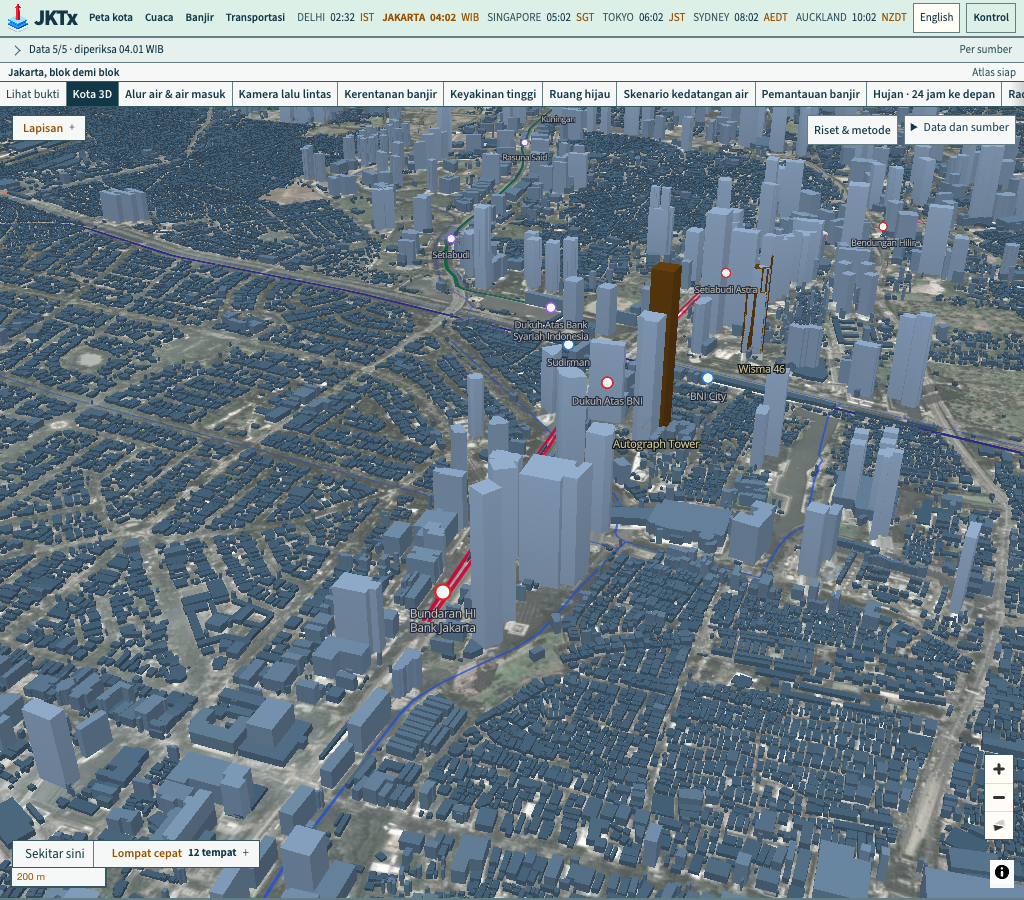 JKTx Peta kota Cuaca Banjir Transportasi DELHI 02:32 IST JAKARTA 04:02 WIB SINGAPORE 05:02 SGT TOKYO 06:02 JST SYDNEY 08:02 AEDT AUCKLAND 10:02 NZDT English Kontrol
Data 5/5 · diperiksa 04.01 WIB Per sumber
Jakarta, blok demi blok Atlas siap
Lihat bukti Kota 3D Alur air & air masuk Kamera lalu lintas Kerentanan banjir Keyakinan tinggi Ruang hijau Skenario kedatangan air Pemantauan banjir Hujan · 24 jam ke depan
Lapisan +
Riset & metode
Data dan sumber
Kuningan
Rasuna Said
Setiabudi
Bendungan Hilir
Setiabudi Astra
Dukuh Atas Bank
Syariah Indonesia
Sudirman
Wisma 46
Dukuh Atas BNI
BNI City
Autograph Tower
Bundaran HI
Bank Jakarta
+
−
Sekitar sini Lompat cepat 12 tempat +
200 m